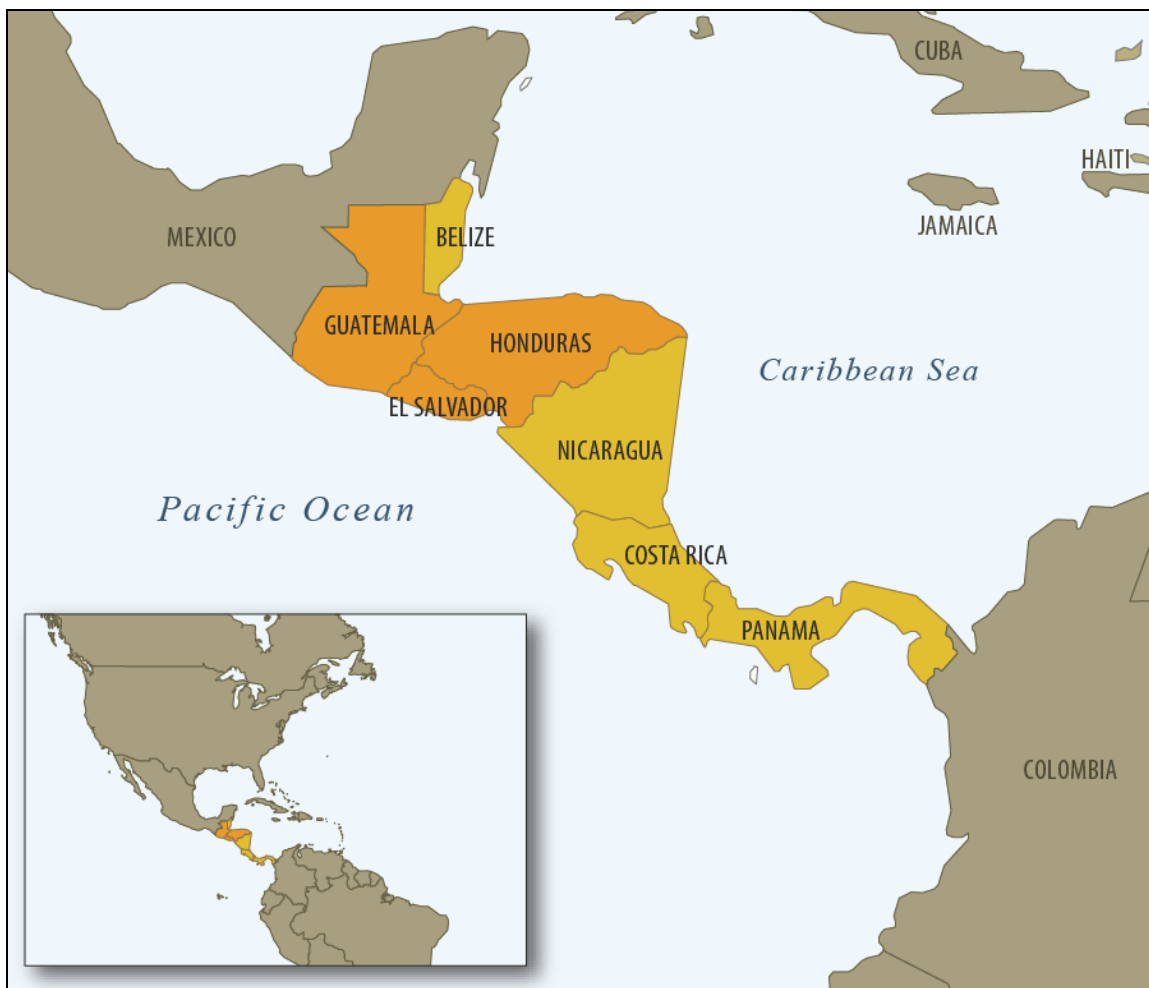 CUBA
HAITI
JAMAICA
MEXICO
BELIZE
GUATEMALA
HONDURAS
Caribbean Sea
EL SALVADOR
NICARAGUA
Pacific Ocean
COSTA RICA
PANAMA
COLOMBIA